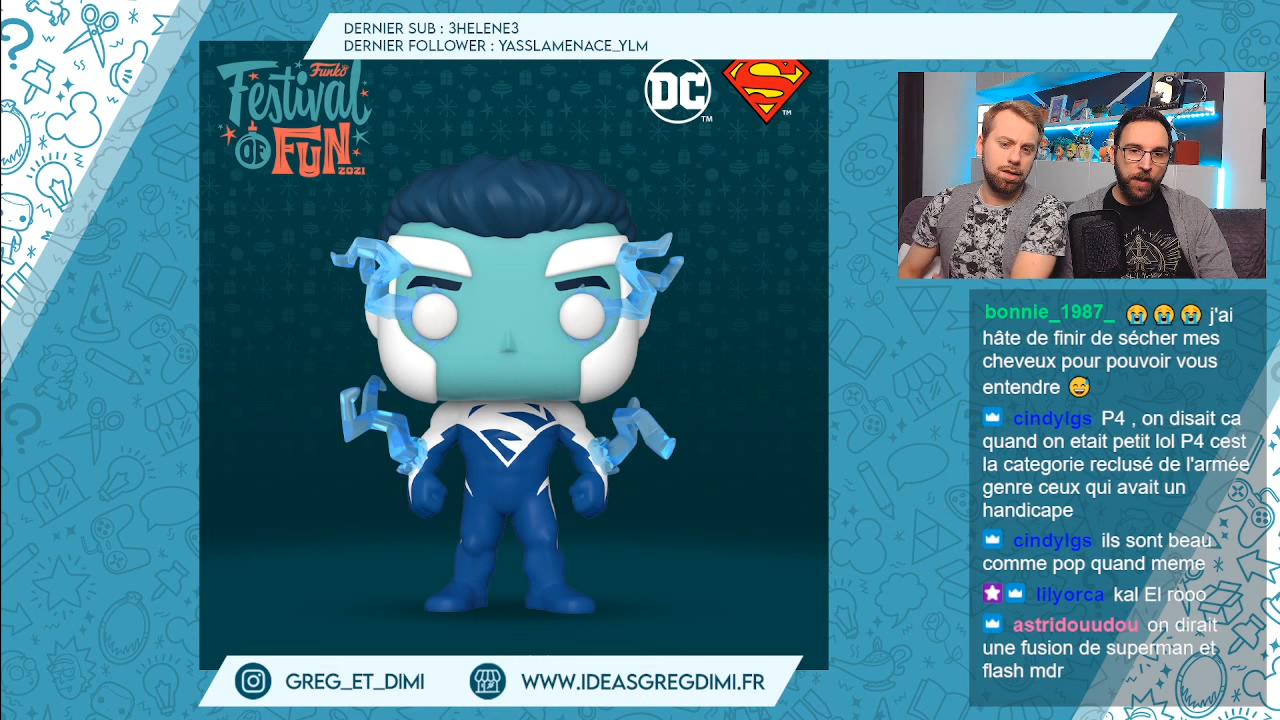 DERNIER SUB : 3HELENE3
DERNIER FOLLOWER : YASSLAMENACE_YLM
Funko
Festival
OF FUN
2021
DC TM
S TM
bonnie_1987_ 😭 😭 😭 j'ai
hâte de finir de sécher mes
cheveux pour pouvoir vous
entendre 😅
cindylgs P4 , on disait ca
quand on etait petit lol P4 cest
la categorie reclusé de l'armée
genre ceux qui avait un
handicape
cindylgs ils sont beau
comme pop quand meme
lilyorca kal El rooo
astridouudou on dirait
une fusion de superman et
flash mdr
GREG_ET_DIMI
WWW.IDEASGREGDIMI.FR